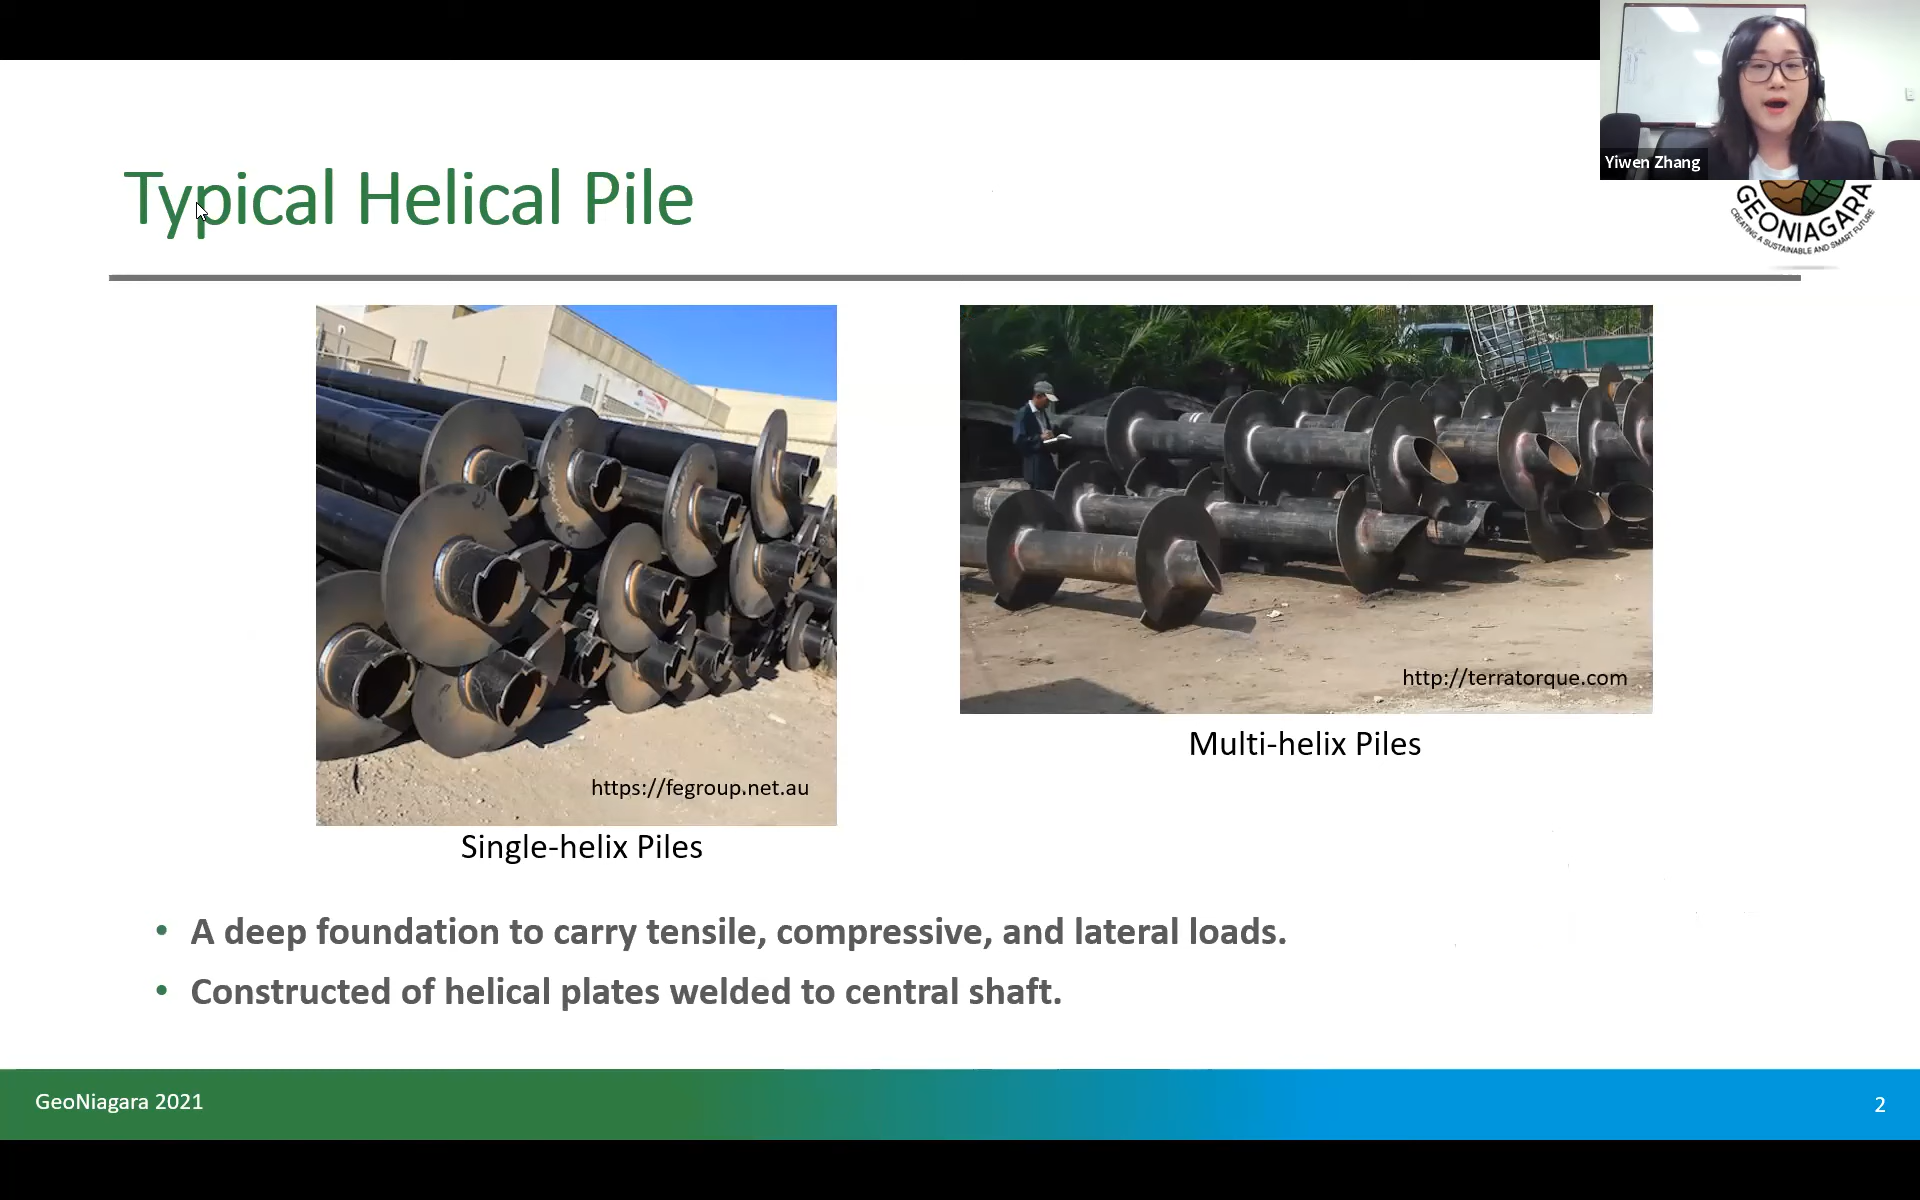 Yiwen Zhang
Typical Helical Pile
GEONIAGARA
CREATING A SUSTAINABLE AND SMART FUTURE
https://fegroup.net.au
http://terratorque.com
Single-helix Piles
Multi-helix Piles
• A deep foundation to carry tensile, compressive, and lateral loads.
• Constructed of helical plates welded to central shaft.
GeoNiagara 2021
2